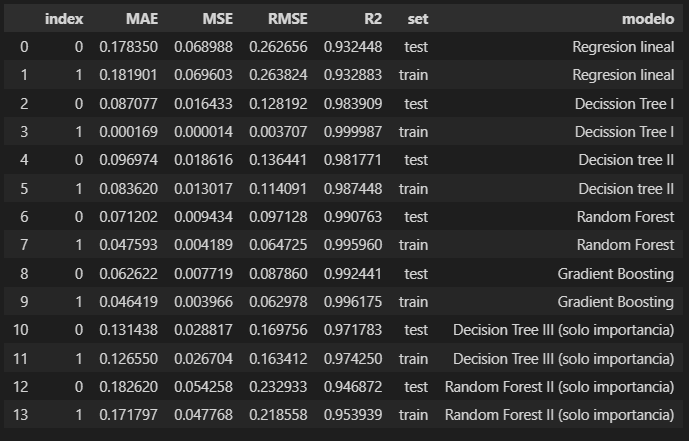 index MAE MSE RMSE R2 set modelo
0 0 0.178350 0.068988 0.262656 0.932448 test Regresion lineal
1 1 0.181901 0.069603 0.263824 0.932883 train Regresion lineal
2 0 0.087077 0.016433 0.128192 0.983909 test Decission Tree I
3 1 0.000169 0.000014 0.003707 0.999987 train Decission Tree I
4 0 0.096974 0.018616 0.136441 0.981771 test Decision tree II
5 1 0.083620 0.013017 0.114091 0.987448 train Decision tree II
6 0 0.071202 0.009434 0.097128 0.990763 test Random Forest
7 1 0.047593 0.004189 0.064725 0.995960 train Random Forest
8 0 0.062622 0.007719 0.087860 0.992441 test Gradient Boosting
9 1 0.046419 0.003966 0.062978 0.996175 train Gradient Boosting
10 0 0.131438 0.028817 0.169756 0.971783 test Decision Tree III (solo importancia)
11 1 0.126550 0.026704 0.163412 0.974250 train Decision Tree III (solo importancia)
12 0 0.182620 0.054258 0.232933 0.946872 test Random Forest II (solo importancia)
13 1 0.171797 0.047768 0.218558 0.953939 train Random Forest II (solo importancia)